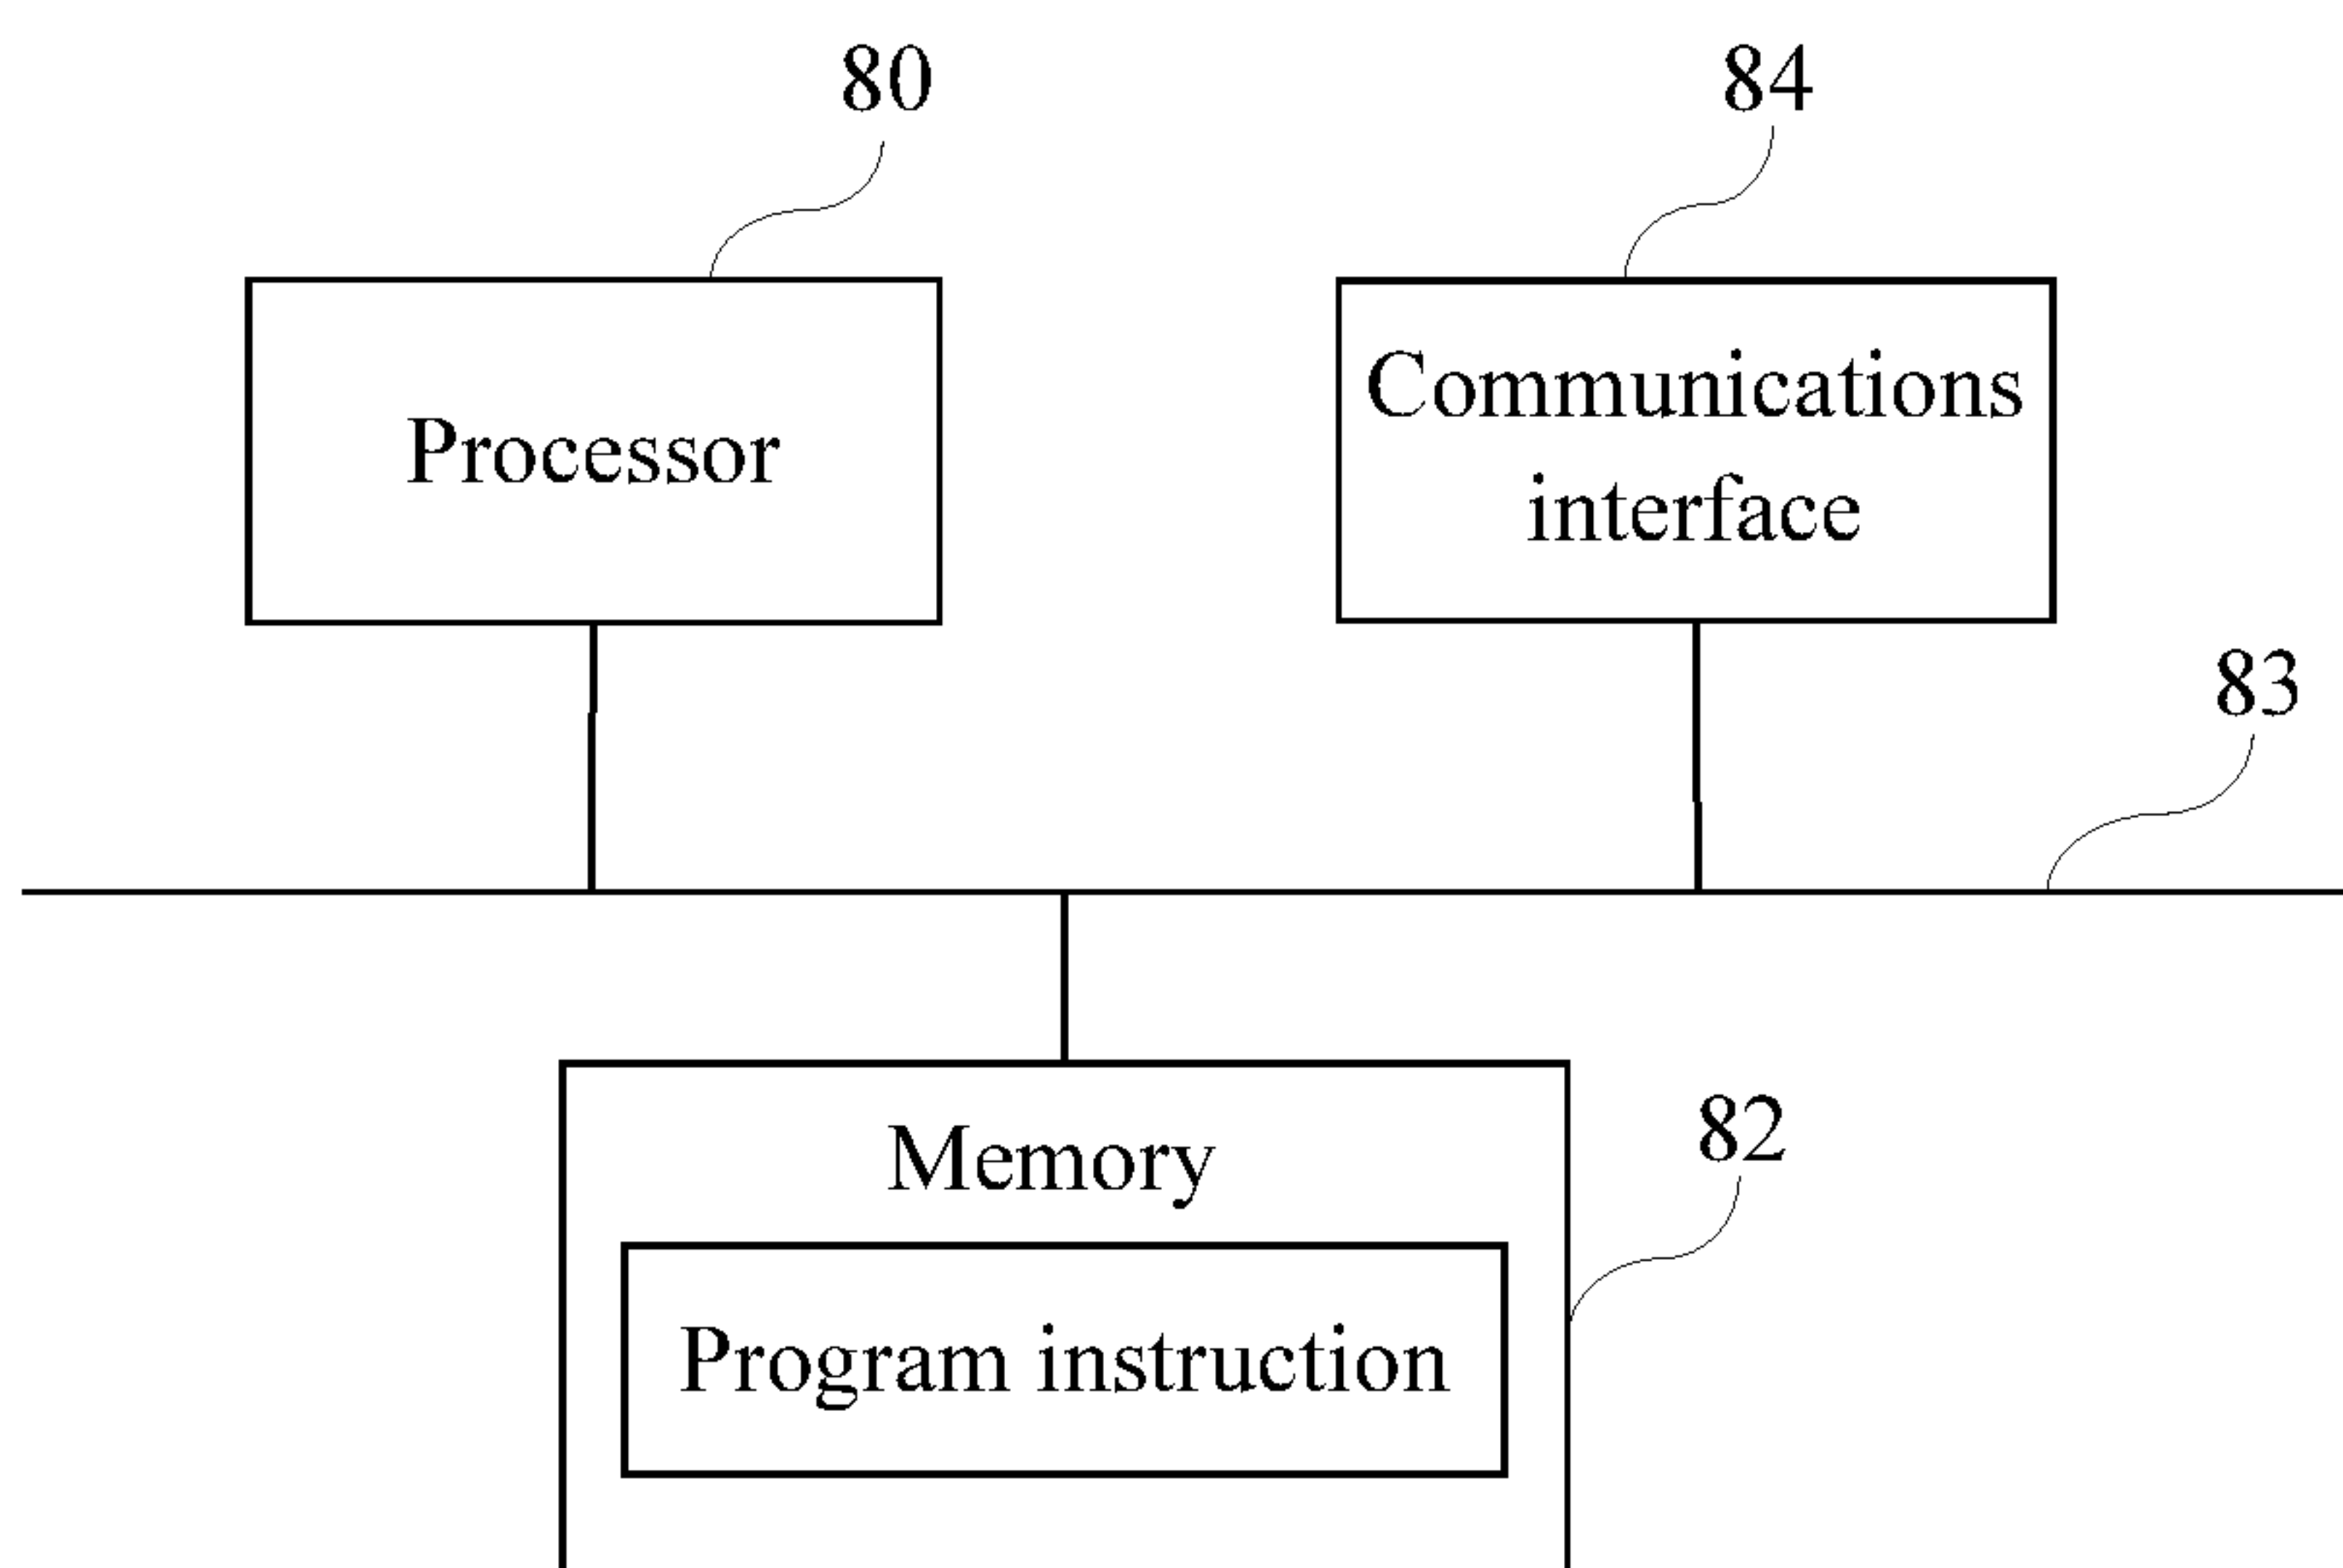 80
84
Processor
Communications
interface
83
Memory
82
Program instruction